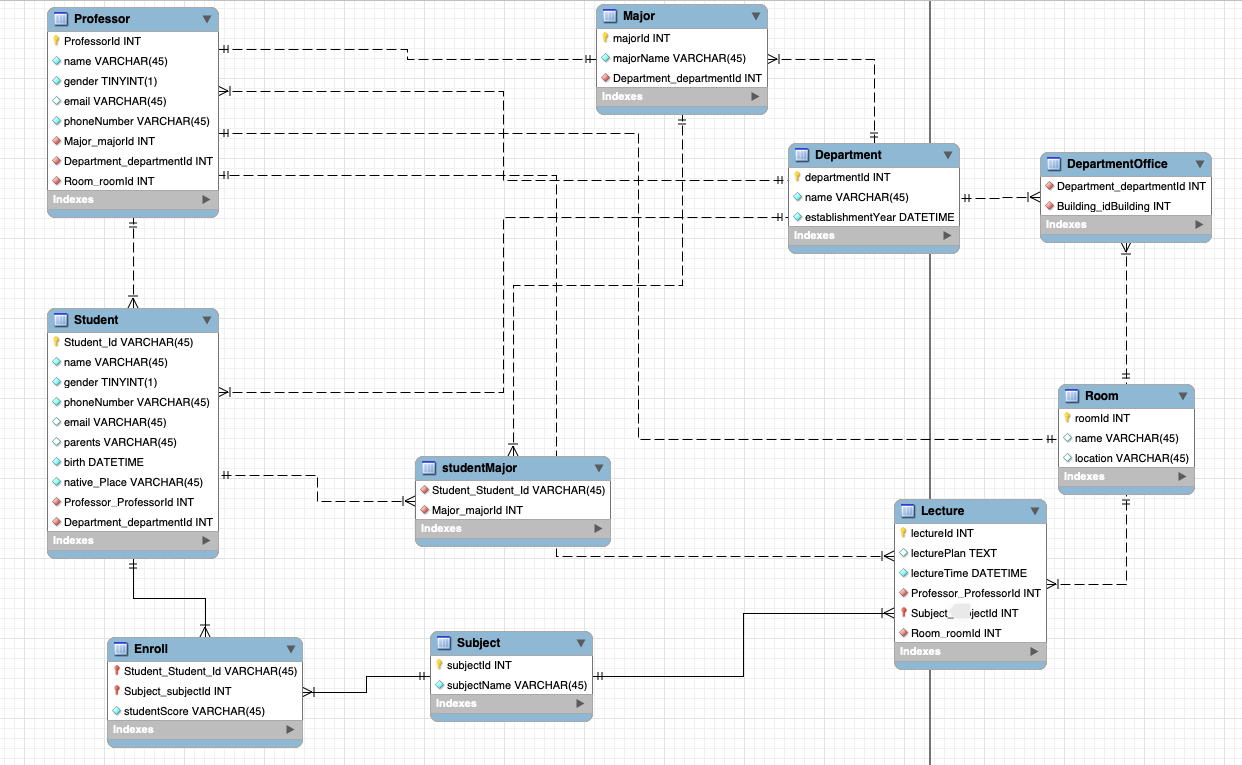 Professor
ProfessorId INT
name VARCHAR(45)
gender TINYINT(1)
email VARCHAR(45)
phoneNumber VARCHAR(45)
Major_majorId INT
Department_departmentId INT
Room_roomId INT
Indexes
Major
majorId INT
majorName VARCHAR(45)
Department_departmentId INT
Indexes
Department
departmentId INT
name VARCHAR(45)
establishmentYear DATETIME
Indexes
DepartmentOffice
Department_departmentId INT
Building_idBuilding INT
Indexes
Student
Student_Id VARCHAR(45)
name VARCHAR(45)
gender TINYINT(1)
phoneNumber VARCHAR(45)
email VARCHAR(45)
parents VARCHAR(45)
birth DATETIME
native_Place VARCHAR(45)
Professor_ProfessorId INT
Department_departmentId INT
Indexes
studentMajor
Student_Student_Id VARCHAR(45)
Major_majorId INT
Indexes
Room
roomId INT
name VARCHAR(45)
location VARCHAR(45)
Indexes
Lecture
lectureId INT
lecturePlan TEXT
lectureTime DATETIME
Professor_ProfessorId INT
INT
Room_roomId INT
Indexes
Enroll
Student_Student_Id VARCHAR(45)
Subject_subjectId INT
studentScore VARCHAR(45)
Indexes
Subject
subjectId INT
subjectName VARCHAR(45)
Indexes